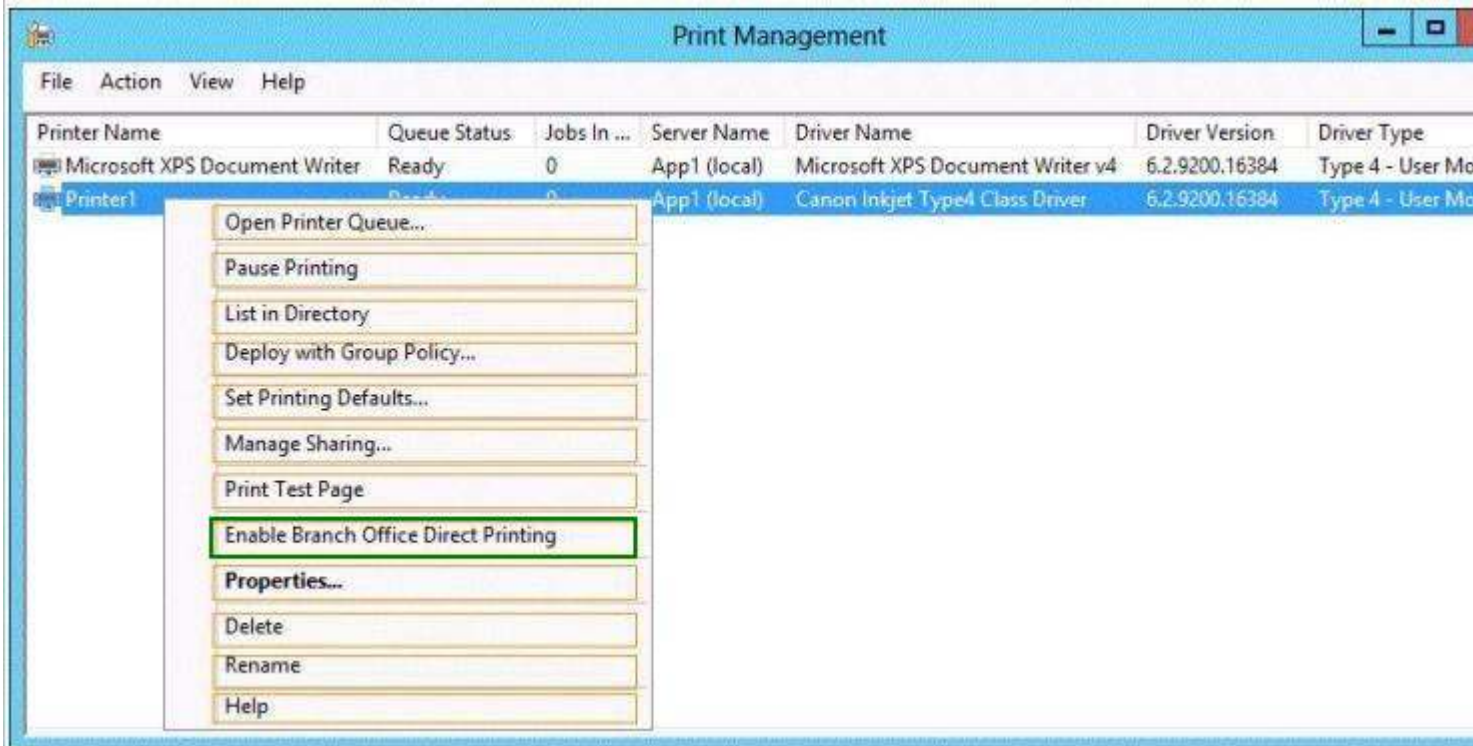 Print Management
File Action View Help
Printer Name Queue Status Jobs In ... Server Name Driver Name Driver Version Driver Type
Microsoft XPS Document Writer Ready 0 App1 (local) Microsoft XPS Document Writer v4 6.2.9200.16384 Type 4 - User Mo
Printer1 Ready 0 App1 (local) Canon Inkjet Type4 Class Driver 6.2.9200.16384 Type 4 - User Mo
Open Printer Queue...
Pause Printing
List in Directory
Deploy with Group Policy...
Set Printing Defaults...
Manage Sharing...
Print Test Page
Enable Branch Office Direct Printing
Properties...
Delete
Rename
Help